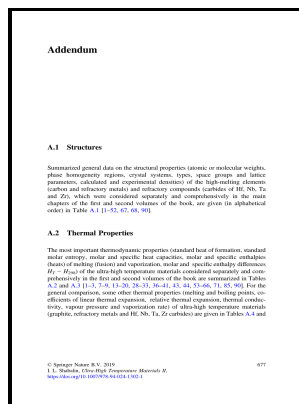 Addendum
A.1 Structures
Summarized general data on the structural properties (atomic or molecular weights,
phase homogeneity regions, crystal systems, types, space groups and lattice
parameters, calculated and experimental densities) of the high-melting elements
(carbon and refractory metals) and refractory compounds (carbides of Hf, Nb, Ta
and Zr), which were considered separately and comprehensively in the main
chapters of the first and second volumes of the book, are given (in alphabetical
order) in Table A.1 [1–52, 67, 68, 90].
A.2 Thermal Properties
The most important thermodynamic properties (standard heat of formation, standard
molar entropy, molar and specific heat capacities, molar and specific enthalpies
(heats) of melting (fusion) and vaporization, molar and specific enthalpy differences
H_T − H_298) of the ultra-high temperature materials considered separately and com-
prehensively in the first and second volumes of the book are summarized in Tables
A.2 and A.3 [1–3, 7–9, 13–20, 28–33, 36–41, 43, 44, 53–66, 71, 85, 90]. For the
general comparison, some other thermal properties (melting and boiling points, co-
efficients of linear thermal expansion, relative thermal expansion, thermal conduc-
tivity, vapour pressure and vaporization rate) of ultra-high temperature materials
(graphite, refractory metals and Hf, Nb, Ta, Zr carbides) are given in Tables A.4 and
© Springer Nature B.V. 2019 677
I. L. Shabalin, Ultra-High Temperature Materials II,
https://doi.org/10.1007/978-94-024-1302-1